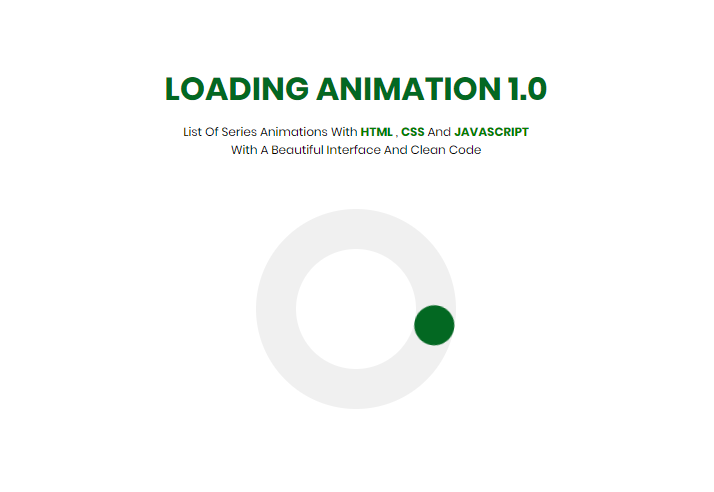 LOADING ANIMATION 1.0
List Of Series Animations With HTML , CSS And JAVASCRIPT
With A Beautiful Interface And Clean Code